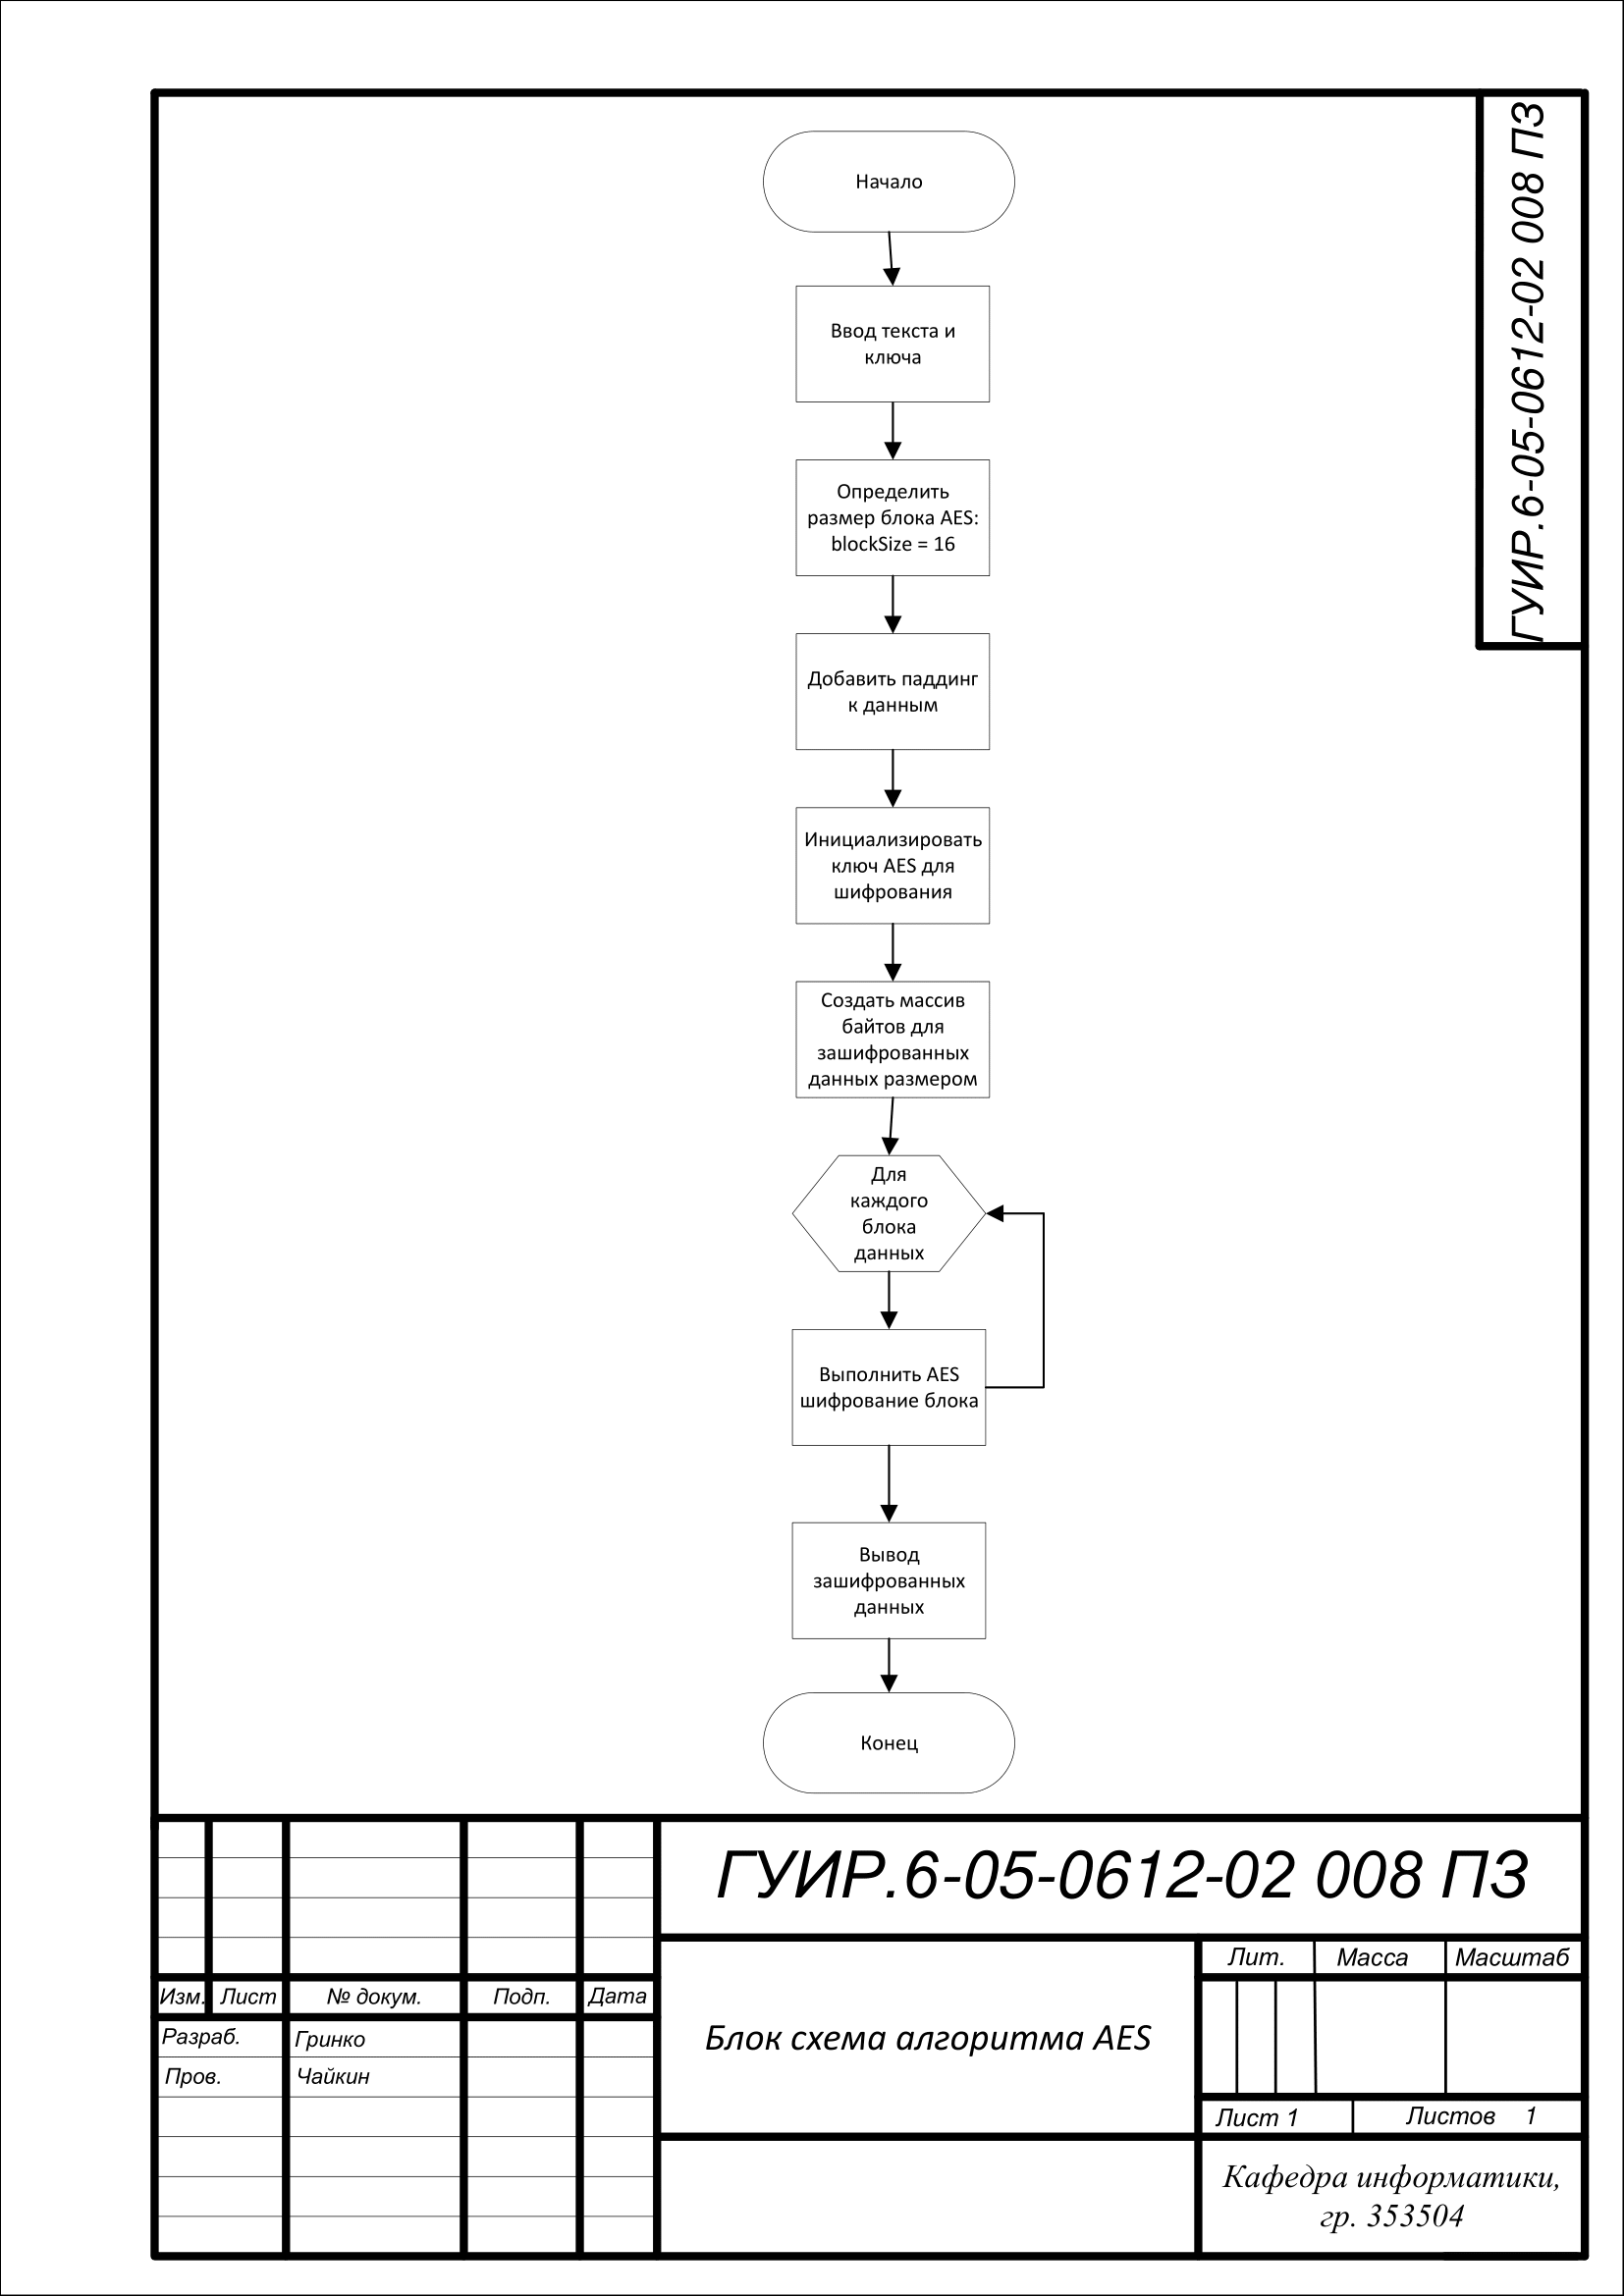 ГУИР.6-05-0612-02 008 ПЗ
Начало
Ввод текста и
ключа
Определить
размер блока AES:
blockSize = 16
Добавить паддинг
к данным
Инициализировать
ключ AES для
шифрования
Создать массив
байтов для
зашифрованных
данных размером
Для
каждого
блока
данных
Выполнить AES
шифрование блока
Вывод
зашифрованных
данных
Конец
ГУИР.6-05-0612-02 008 ПЗ
Лит. Масса Масштаб
Изм. Лист № докум. Подп. Дата
Разраб. Гринко
Пров. Чайкин
Блок схема алгоритма AES
Лист 1 Листов 1
Кафедра информатики,
гр. 353504